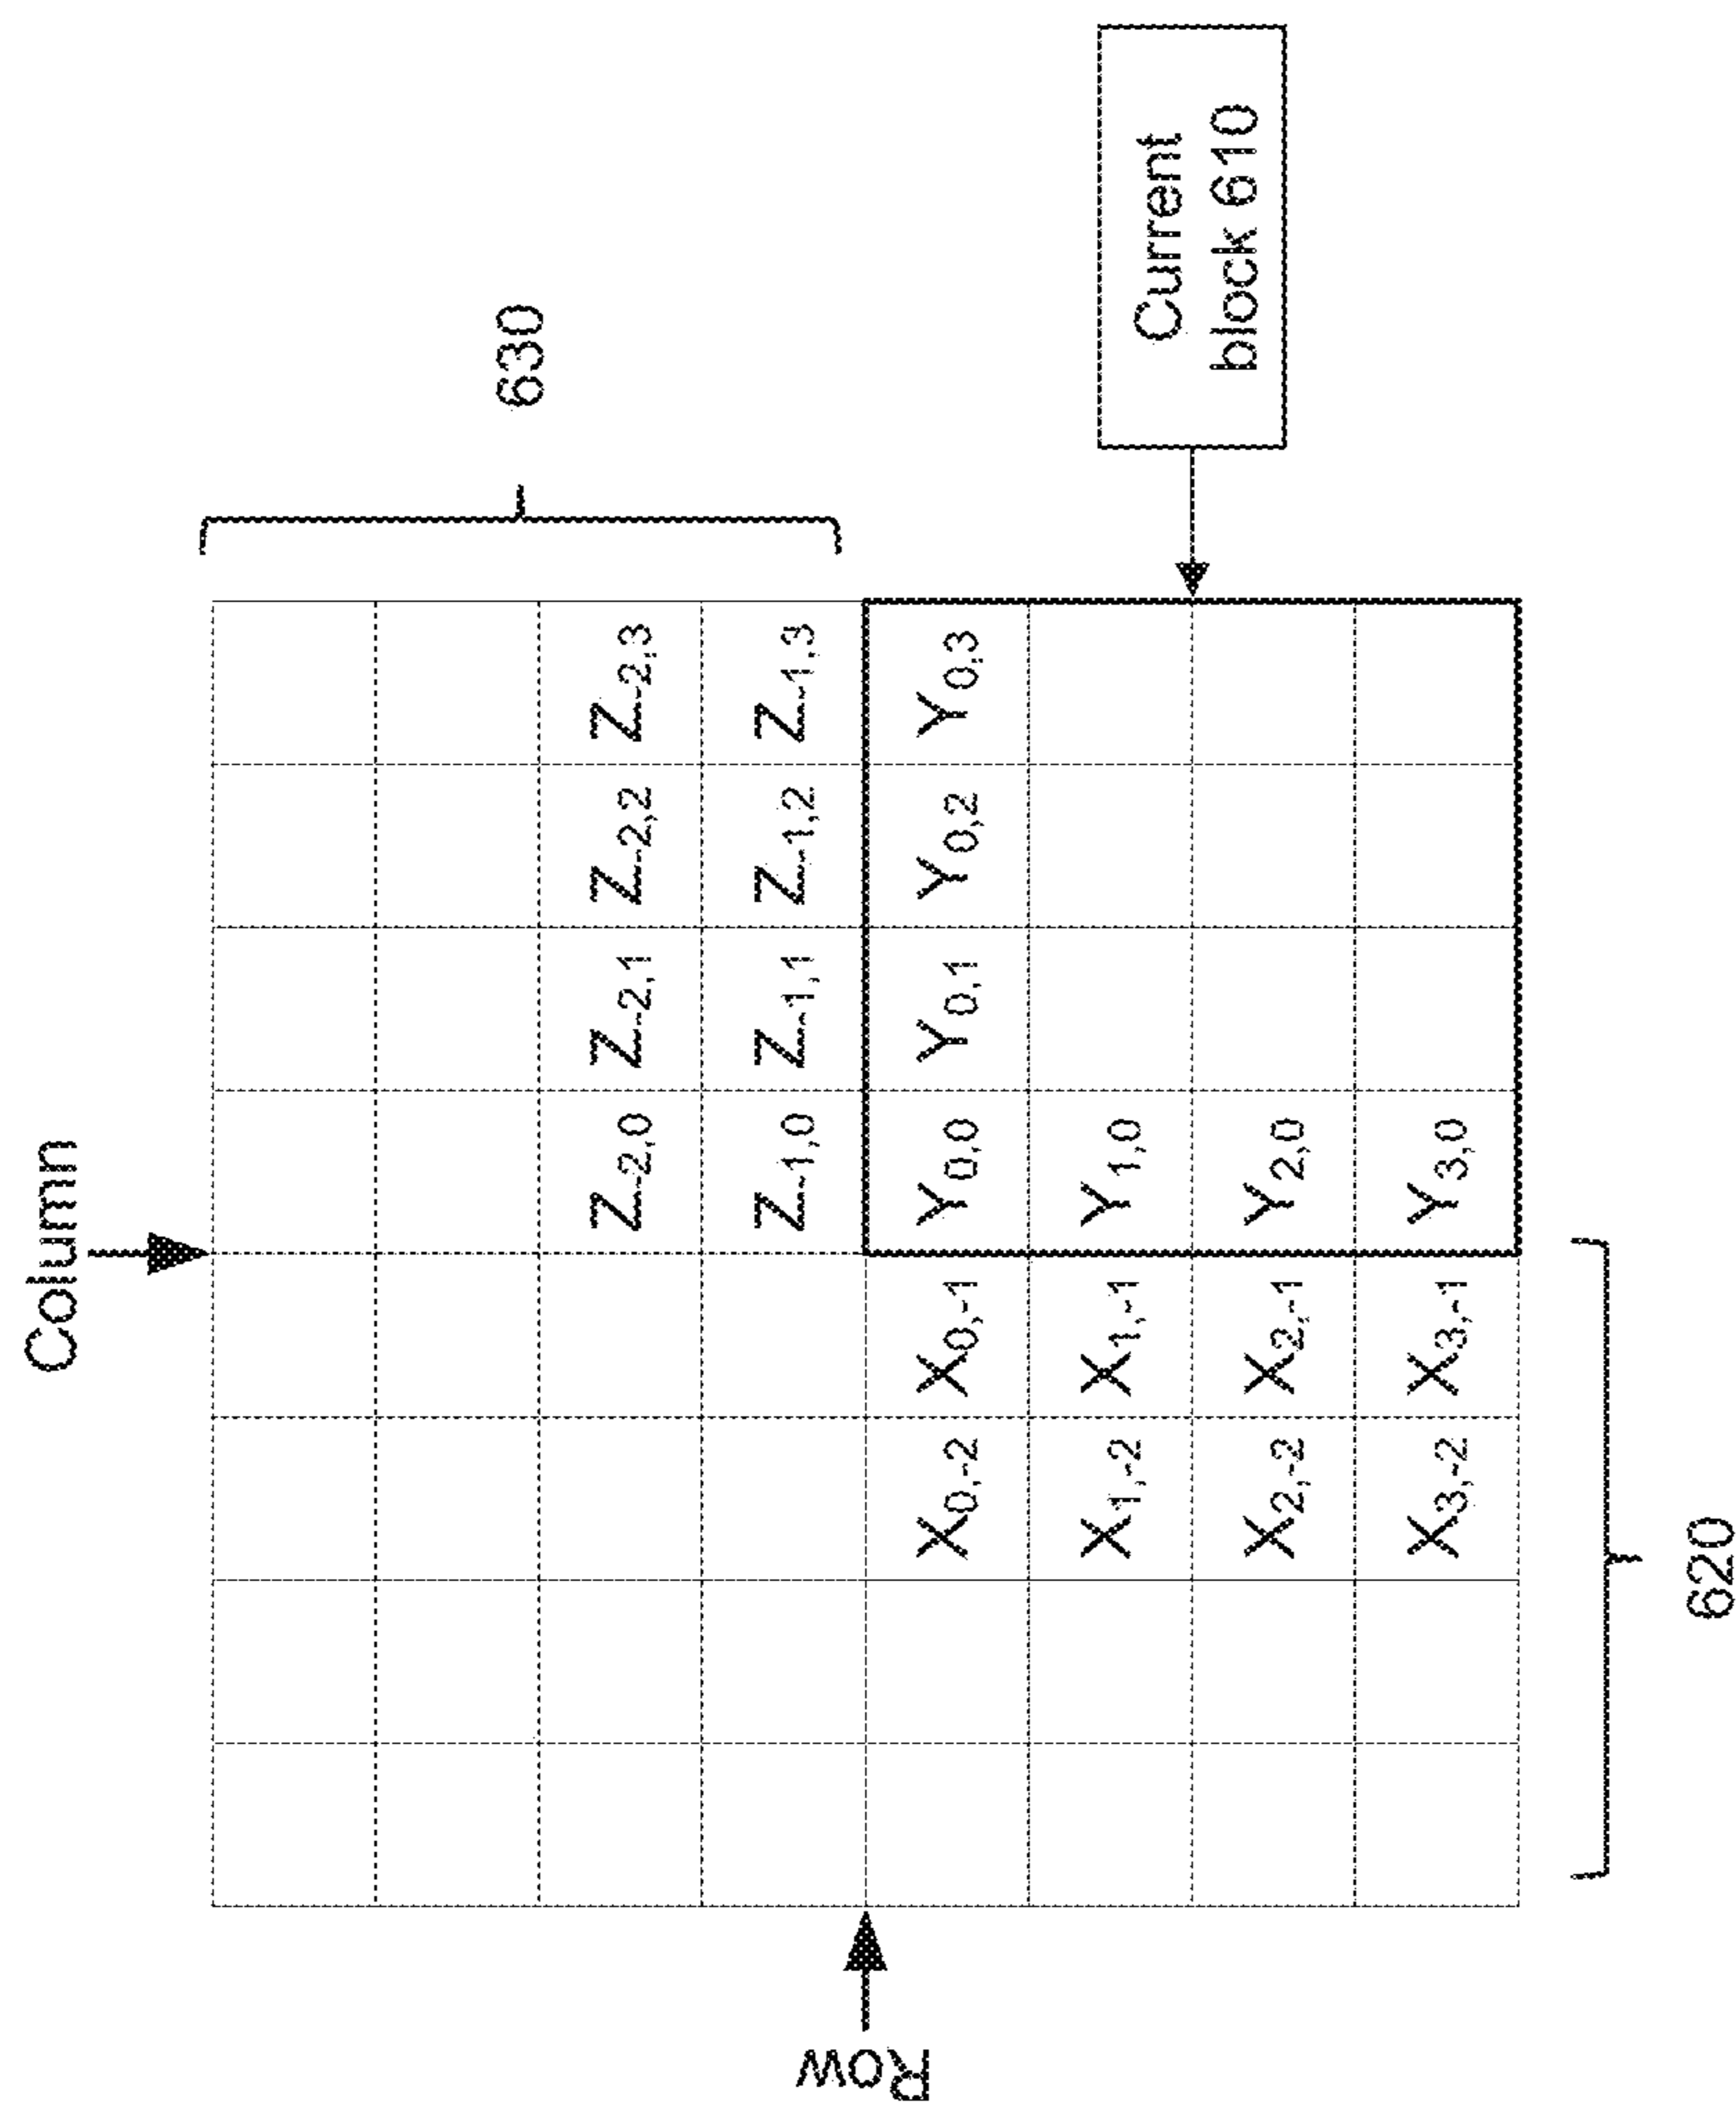 Column
630
Z-2,0 Z-2,1 Z-2,2 Z-2,3
Z-1,0 Z-1,1 Z-1,2 Z-1,3
Row
X0,-2 X0,-1 Y0,0 Y0,1 Y0,2 Y0,3
X1,-2 X1,-1 Y1,0
X2,-2 X2,-1 Y2,0
X3,-2 X3,-1 Y3,0
Current
block 610
620